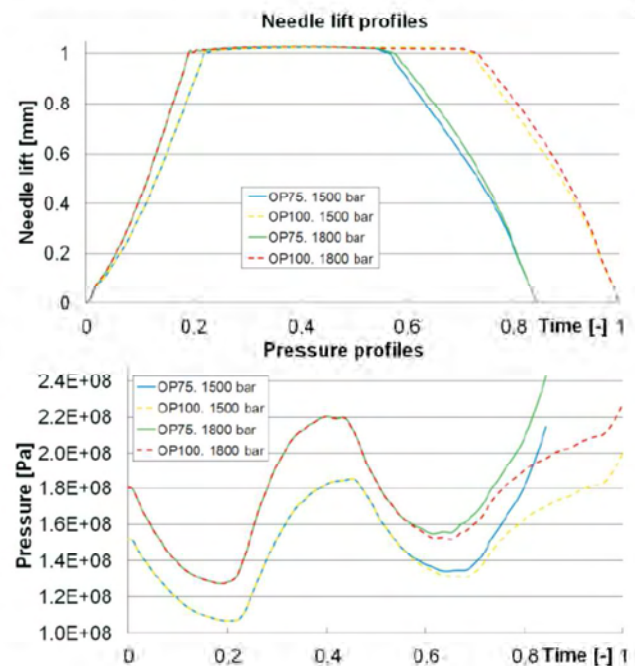 Needle lift profiles
Needle lift [mm]
1
0.8
0.6
0.4
0.2
0
OP75. 1500 bar
OP100. 1500 bar
OP75. 1800 bar
OP100. 1800 bar
0 0.2 0.4 0.6 0.8 Time [-] 1
Pressure profiles
Pressure [Pa]
2.4E+08
2.2E+08
2.0E+08
1.8E+08
1.6E+08
1.4E+08
1.2E+08
1.0E+08
OP75. 1500 bar
OP100. 1500 bar
OP75. 1800 bar
OP100. 1800 bar
0 0.2 0.4 0.6 0.8 Time [-] 1